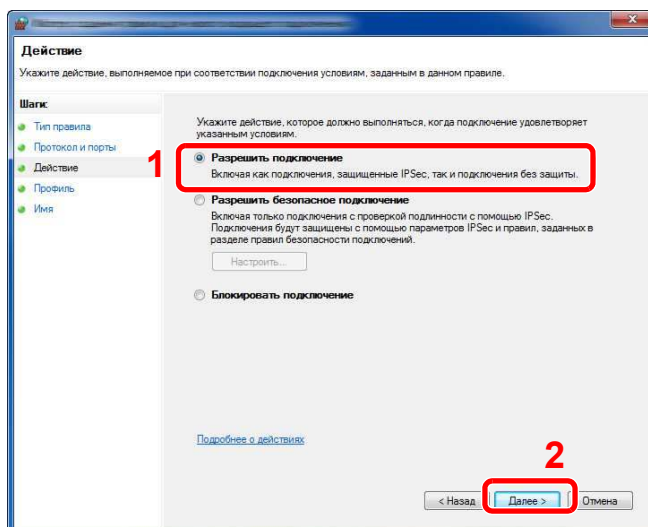 Действие
Укажите действие, выполняемое при соответствии подключения условиям, заданным в данном правиле.
Шаги:
Тип правила
Протокол и порты
Действие
Профиль
Имя
Укажите действие, которое должно выполняться, когда подключение удовлетворяет
указанным условиям.
1
Разрешить подключение
Включая как подключения, защищенные IPSec, так и подключения без защиты.
Разрешить безопасное подключение
Включая только подключения с проверкой подлинности с помощью IPSec.
Подключения будут защищены с помощью параметров IPSec и правил, заданных в
разделе правил безопасности подключений.
Настроить...
Блокировать подключение
Подробнее о действиях
2
< Назад
Далее >
Отмена